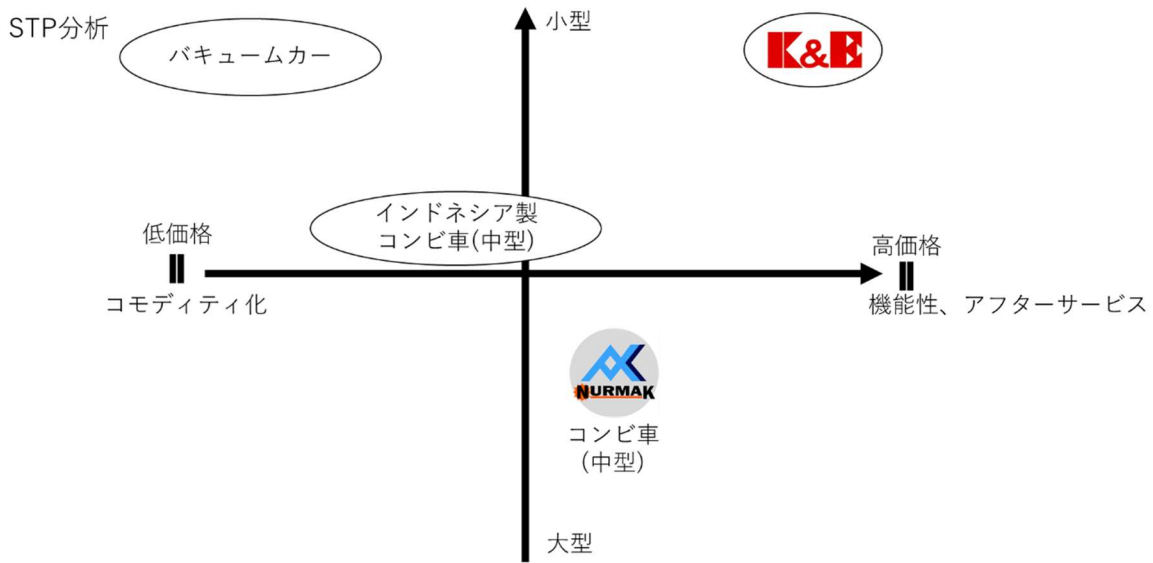 STP分析
小型
バキュームカー
K&E
インドネシア製
コンビ車(中型)
低価格
コモディティ化
高価格
機能性、アフターサービス
NURMAK
コンビ車
(中型)
大型